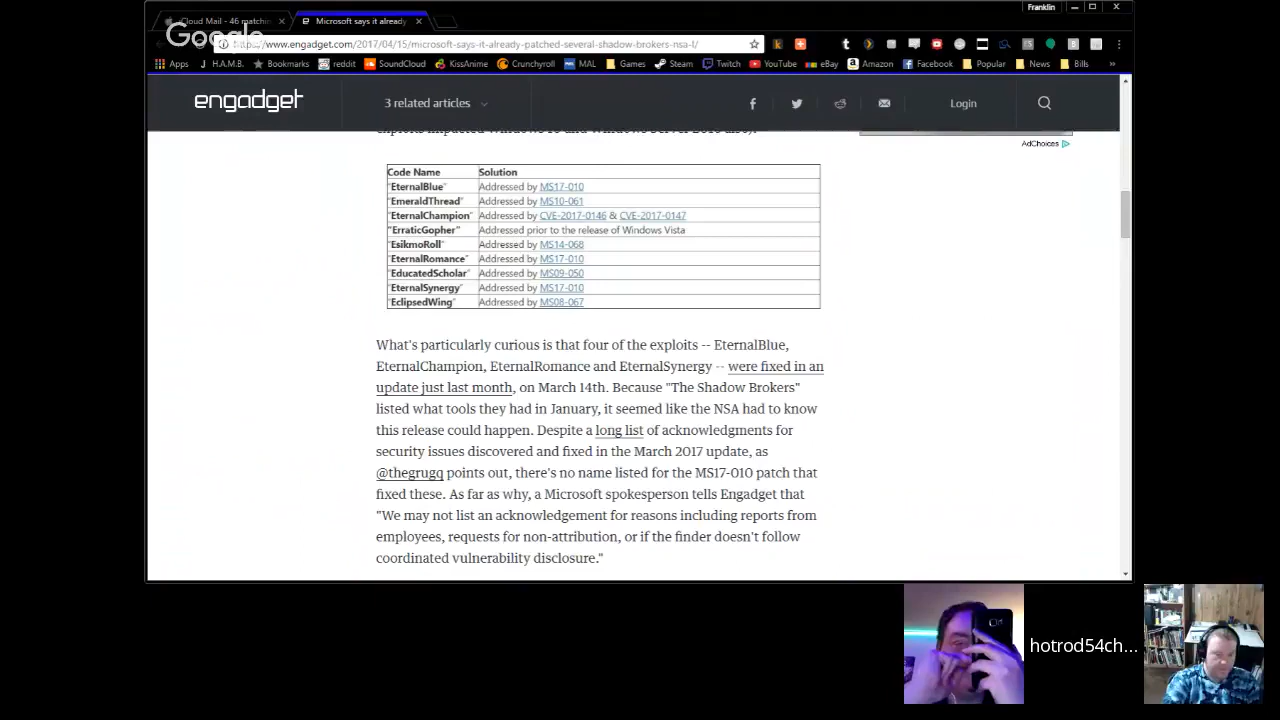 Franklin
iCloud Mail - 46 matchin
Microsoft says it already
Google
https://www.engadget.com/2017/04/15/microsoft-says-it-already-patched-several-shadow-brokers-nsa-l/
Apps H.A.M.B. Bookmarks reddit SoundCloud KissAnime Crunchyroll MAL Games Steam Twitch YouTube eBay Amazon Facebook Popular News Bills »
engadget 3 related articles Login
AdChoices
Code Name Solution
"EternalBlue" Addressed by MS17-010
"EmeraldThread" Addressed by MS10-061
"EternalChampion" Addressed by CVE-2017-0146 & CVE-2017-0147
"ErraticGopher" Addressed prior to the release of Windows Vista
"EsikmoRoll" Addressed by MS14-068
"EternalRomance" Addressed by MS17-010
"EducatedScholar" Addressed by MS09-050
"EternalSynergy" Addressed by MS17-010
"EclipsedWing" Addressed by MS08-067
What's particularly curious is that four of the exploits -- EternalBlue,
EternalChampion, EternalRomance and EternalSynergy -- were fixed in an
update just last month, on March 14th. Because "The Shadow Brokers"
listed what tools they had in January, it seemed like the NSA had to know
this release could happen. Despite a long list of acknowledgments for
security issues discovered and fixed in the March 2017 update, as
@thegrugq points out, there's no name listed for the MS17-010 patch that
fixed these. As far as why, a Microsoft spokesperson tells Engadget that
"We may not list an acknowledgement for reasons including reports from
employees, requests for non-attribution, or if the finder doesn't follow
coordinated vulnerability disclosure."
hotrod54ch...